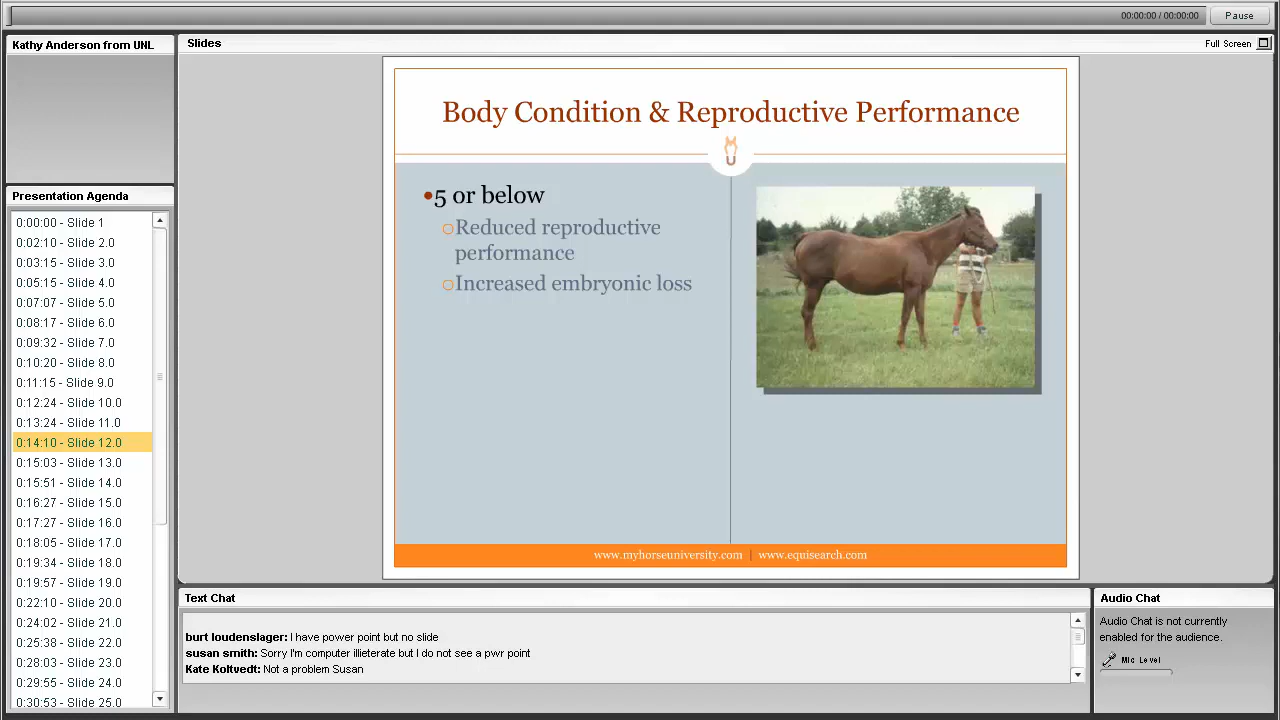 00:00:00 / 00:00:00
Pause
Kathy Anderson from UNL
Slides
Full Screen
Body Condition & Reproductive Performance
•5 or below
Reduced reproductive
performance
Increased embryonic loss
www.myhorseuniversity.com | www.equisearch.com
Presentation Agenda
0:00:00 - Slide 1
0:02:10 - Slide 2.0
0:03:15 - Slide 3.0
0:05:15 - Slide 4.0
0:07:07 - Slide 5.0
0:08:17 - Slide 6.0
0:09:32 - Slide 7.0
0:10:20 - Slide 8.0
0:11:15 - Slide 9.0
0:12:24 - Slide 10.0
0:13:24 - Slide 11.0
0:14:10 - Slide 12.0
0:15:03 - Slide 13.0
0:15:51 - Slide 14.0
0:16:27 - Slide 15.0
0:17:27 - Slide 16.0
0:18:05 - Slide 17.0
0:19:34 - Slide 18.0
0:19:57 - Slide 19.0
0:22:10 - Slide 20.0
0:24:02 - Slide 21.0
0:25:38 - Slide 22.0
0:28:03 - Slide 23.0
0:29:55 - Slide 24.0
0:30:53 - Slide 25.0
Text Chat
burt loudenslager: I have power point but no slide
susan smith: Sorry I'm computer illieterate but I do not see a pwr point
Kate Koltvedt: Not a problem Susan
Audio Chat
Audio Chat is not currently
enabled for the audience.
Mic Level